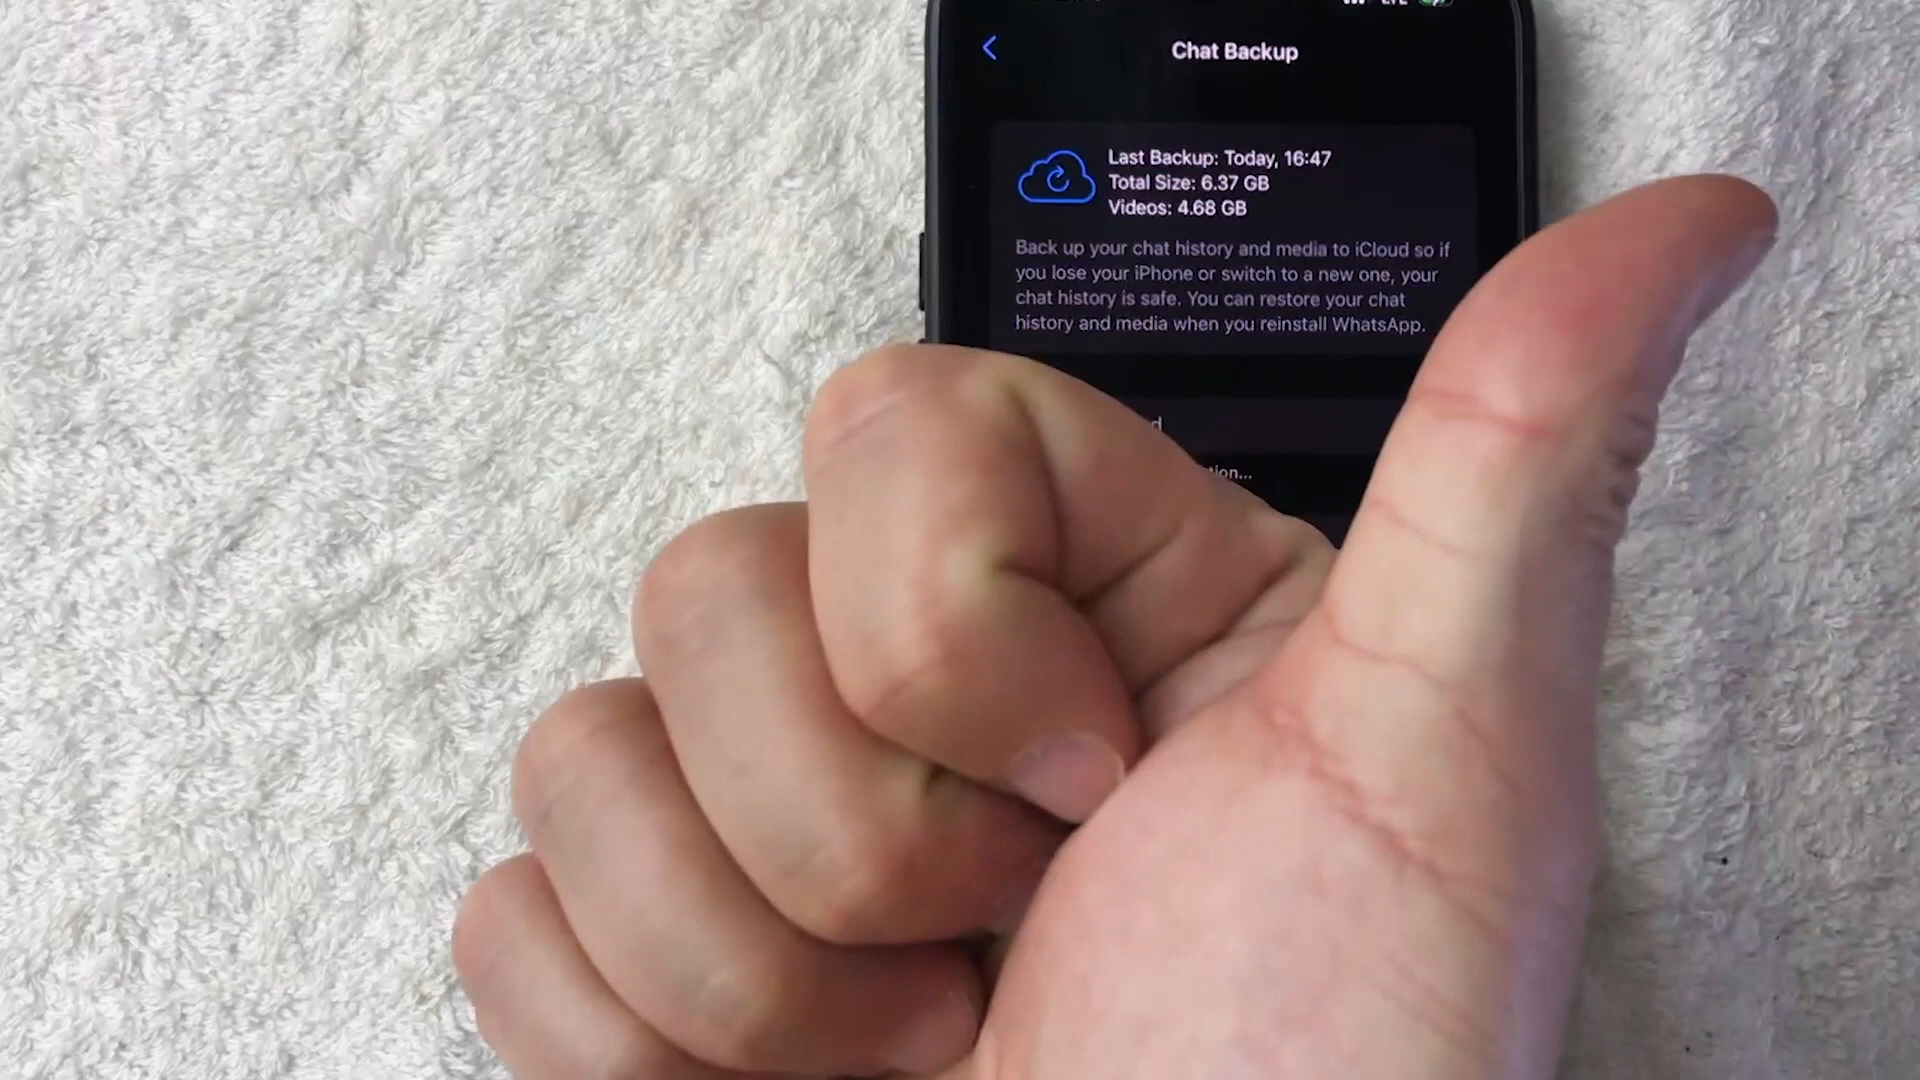 Chat Backup
Last Backup: Today, 16:47
Total Size: 6.37 GB
Videos: 4.68 GB
Back up your chat history and media to iCloud so if
you lose your iPhone or switch to a new one, your
chat history is safe. You can restore your chat
history and media when you reinstall WhatsApp.